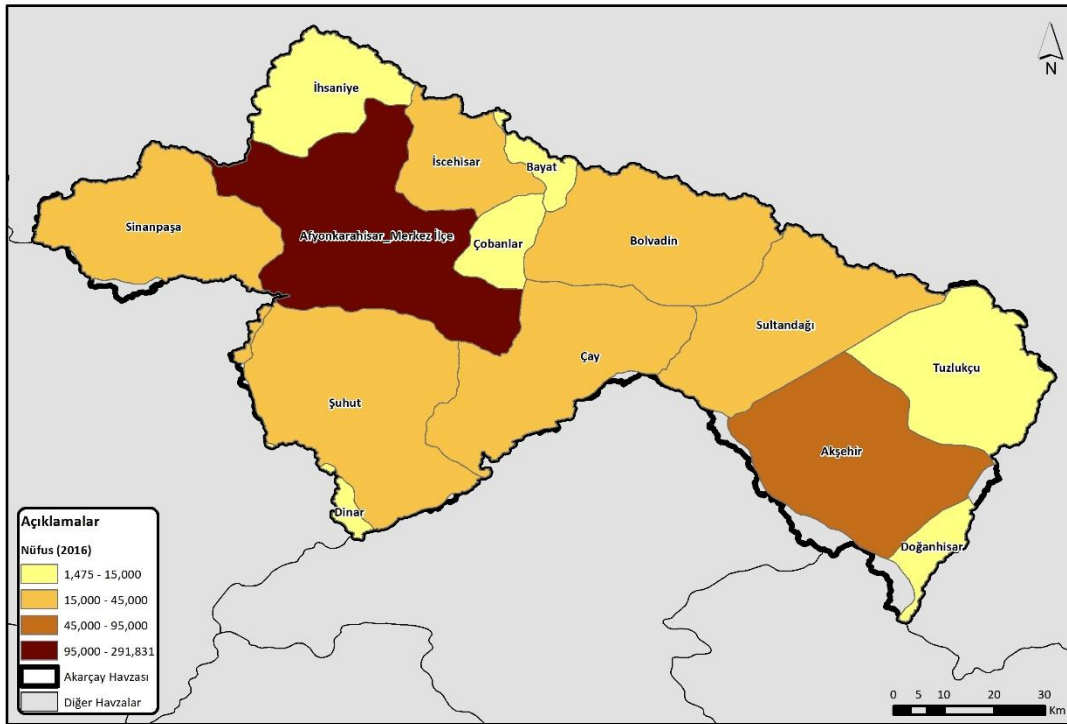 N
İhsaniye
İscehisar
Bayat
Sinanpaşa
Afyonkarahisar_Merkez İlçe
Çobanlar
Bolvadin
Sultandağı
Çay
Tuzlukçu
Şuhut
Akşehir
Dinar
Doğanhisar
Açıklamalar
Nüfus (2016)
1,475 - 15,000
15,000 - 45,000
45,000 - 95,000
95,000 - 291,831
Akarçay Havzası
Diğer Havzalar
0 5 10 20 30
Km